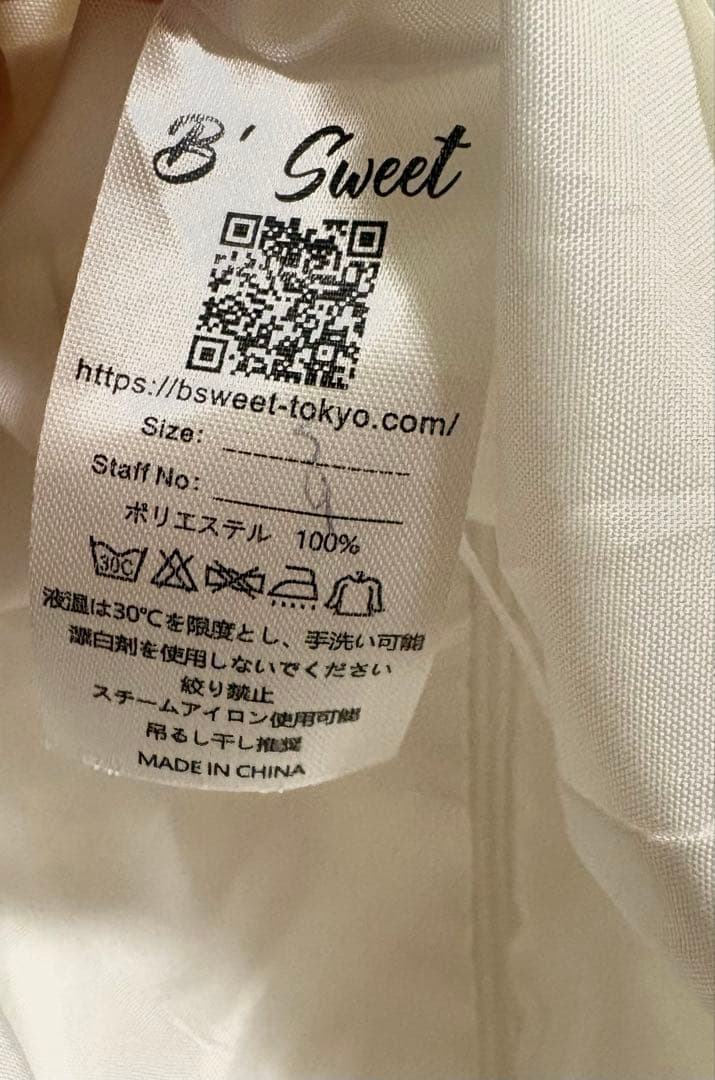 B' Sweet
https://bsweet-tokyo.com/
Size:
Staff No: 9
ポリエステル 100%
30C
液温は30℃を限度とし、手洗い可能
漂白剤を使用しないでください
絞り禁止
スチームアイロン使用可能
吊るし干し推奨
MADE IN CHINA